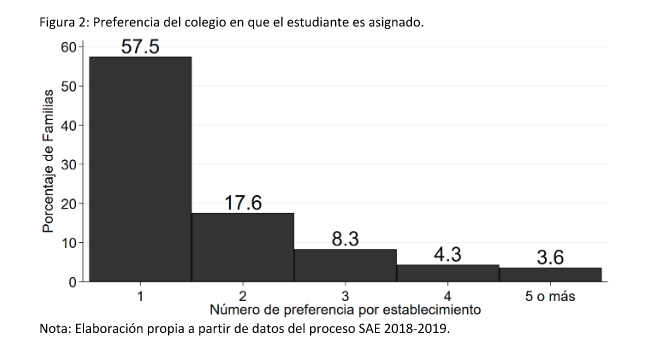 Figura 2: Preferencia del colegio en que el estudiante es asignado.
60
57.5
50
40
30
20
17.6
10
8.3
4.3
3.6
0
Porcentaje de Familias
1 2 3 4 5 o más
Número de preferencia por establecimiento
Nota: Elaboración propia a partir de datos del proceso SAE 2018-2019.